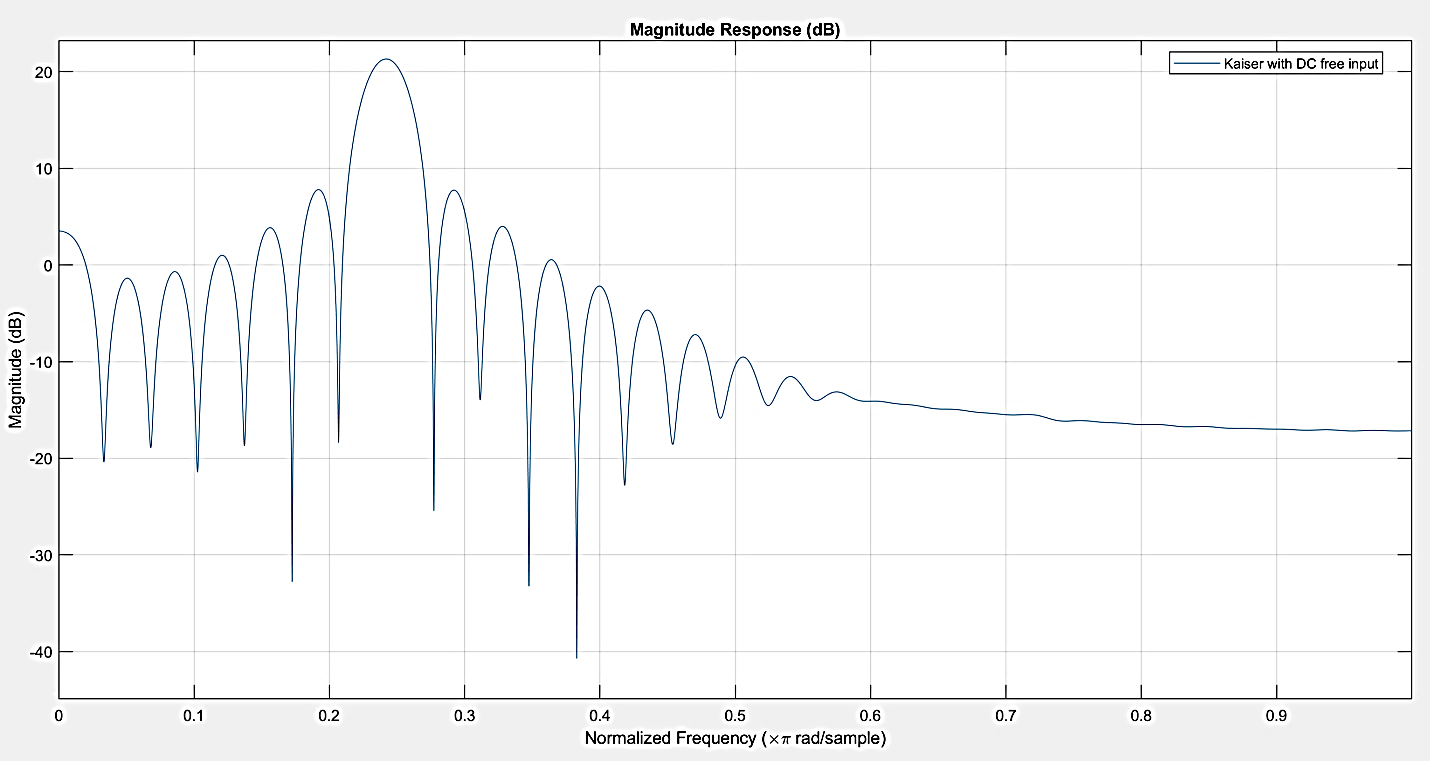 Magnitude Response (dB)
Kaiser with DC free input
20
10
0
-10
-20
-30
-40
Magnitude (dB)
0 0.1 0.2 0.3 0.4 0.5 0.6 0.7 0.8 0.9
Normalized Frequency (×π rad/sample)